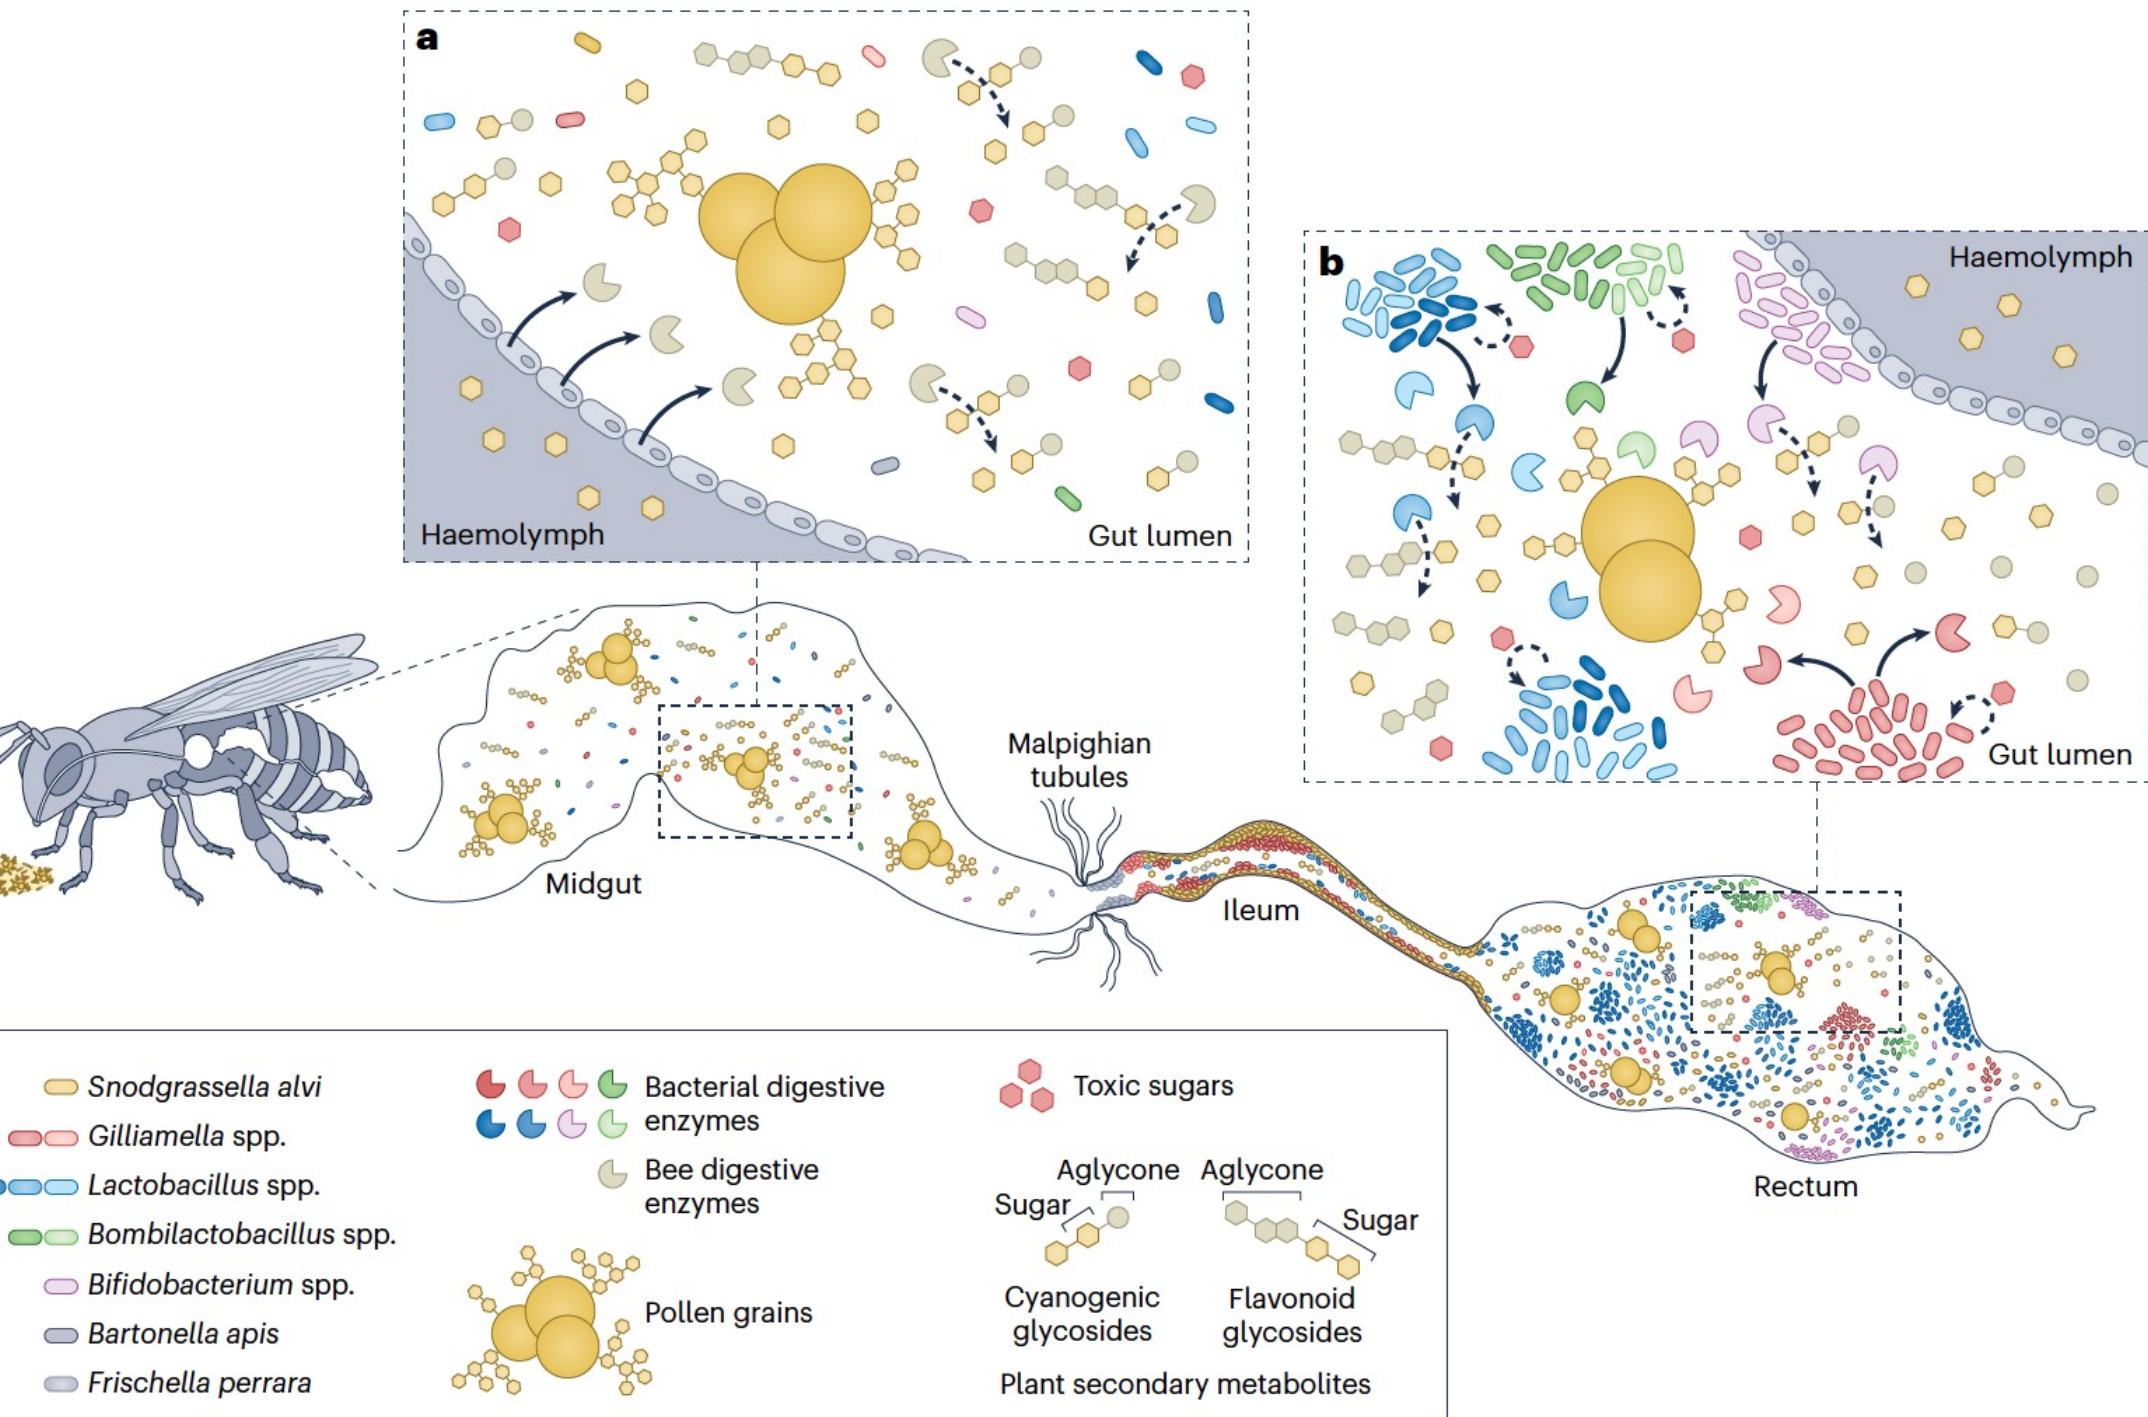 a
Haemolymph
Gut lumen
b
Haemolymph
Gut lumen
Midgut
Malpighian
tubules
Ileum
Rectum
Snodgrassella alvi
Gilliamella spp.
Lactobacillus spp.
Bombilactobacillus spp.
Bifidobacterium spp.
Bartonella apis
Frischella perrara
Bacterial digestive
enzymes
Bee digestive
enzymes
Pollen grains
Toxic sugars
Aglycone
Sugar
Cyanogenic
glycosides
Aglycone
Sugar
Flavonoid
glycosides
Plant secondary metabolites